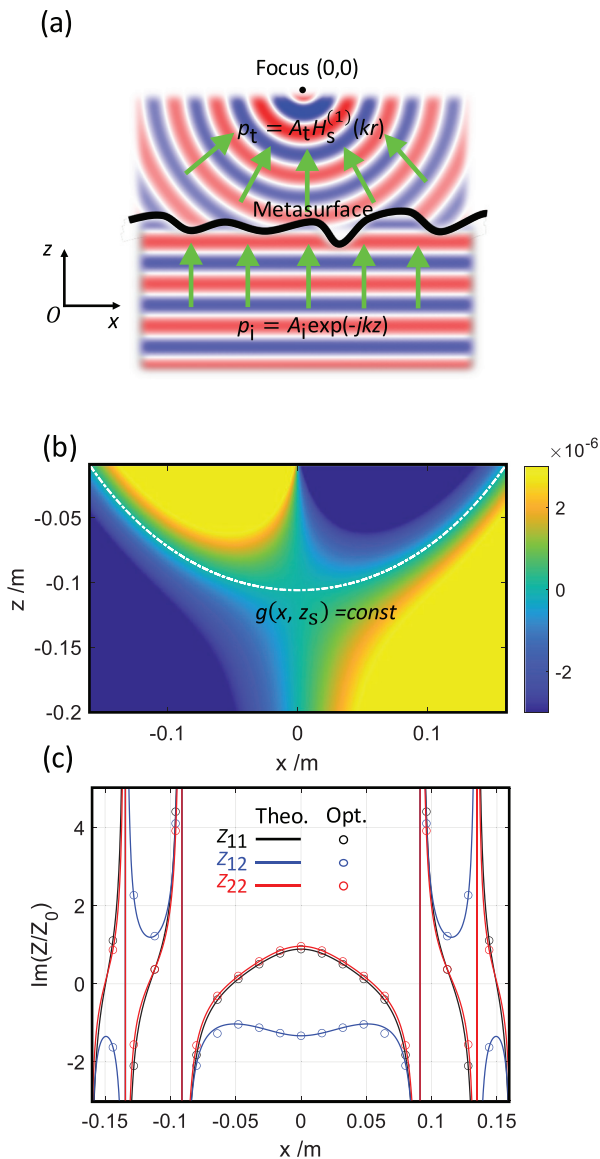 (a)
Focus (0,0)
p_t = A_t H_s^(1)(kr)
Metasurface
z
O
x
p_i = A_i exp(-jkz)
(b)
×10^-6
-0.05
-0.1
-0.15
-0.2
z /m
g(x, z_s) =const
2
0
-2
-0.1
0
0.1
x /m
(c)
Theo. Opt.
Z_11
Z_12
Z_22
4
2
0
-2
Im(Z/Z_0)
-0.15 -0.1 -0.05 0 0.05 0.1 0.15
x /m